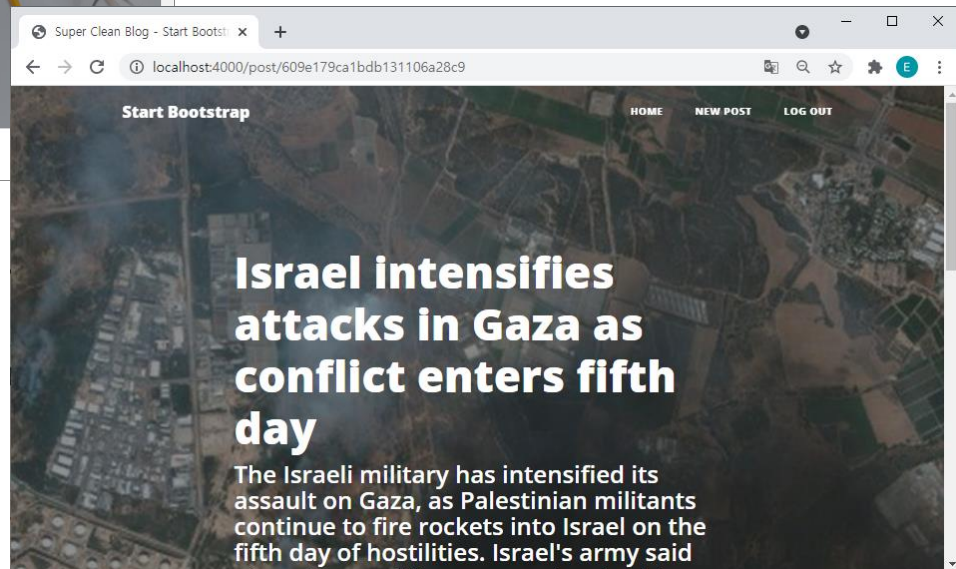 Super Clean Blog - Start Bootst
localhost:4000/post/609e179ca1bdb131106a28c9
E
Start Bootstrap
HOME NEW POST LOG OUT
Israel intensifies
attacks in Gaza as
conflict enters fifth
day
The Israeli military has intensified its
assault on Gaza, as Palestinian militants
continue to fire rockets into Israel on the
fifth day of hostilities. Israel's army said